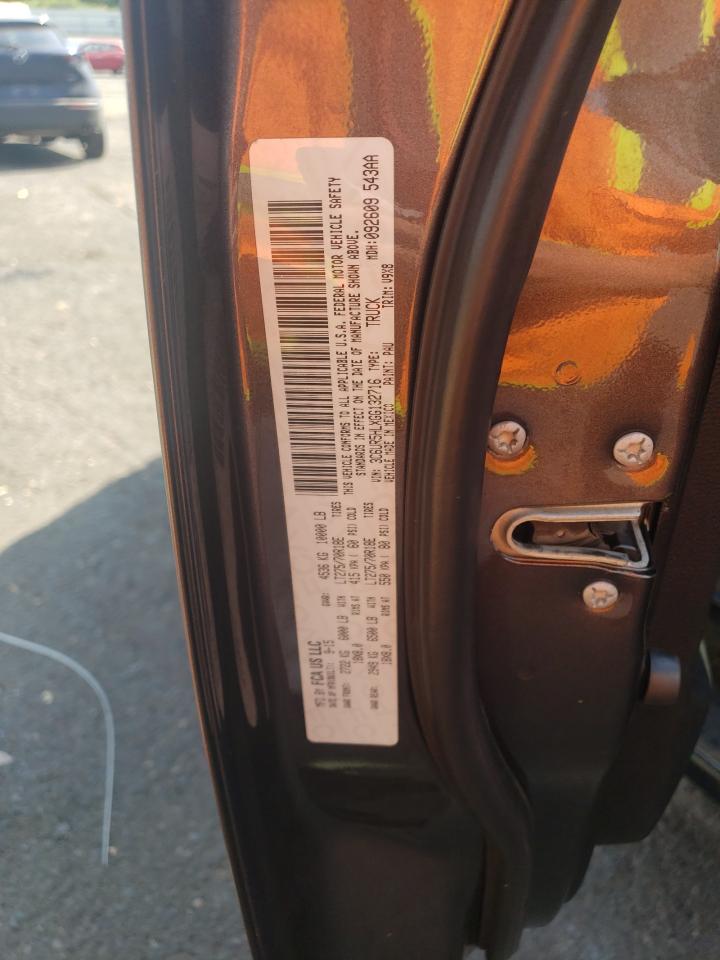 MFD BY FCA US LLC
DATE OF MFR(BUILT): 9-15 GVWR: 4536 KG 10000 LB
GAWR FRONT: 2722 KG 6000 LB WITH LT275/70R18E TIRES
18X8.0 RIMS AT 415 KPA( 60 PSI) COLD
GAWR REAR: 2949 KG 6500 LB WITH LT275/70R18E TIRES
18X8.0 RIMS AT 550 KPA( 80 PSI) COLD
THIS VEHICLE CONFORMS TO ALL APPLICABLE U.S.A. FEDERAL MOTOR VEHICLE SAFETY
STANDARDS IN EFFECT ON THE DATE OF MANUFACTURE SHOWN ABOVE.
VIN: 3C6UR5HLXGG132716 TYPE: TRUCK MDH:092609 543AA
VEHICLE MADE IN MEXICO PAINT: PAU TRIM: V9X8